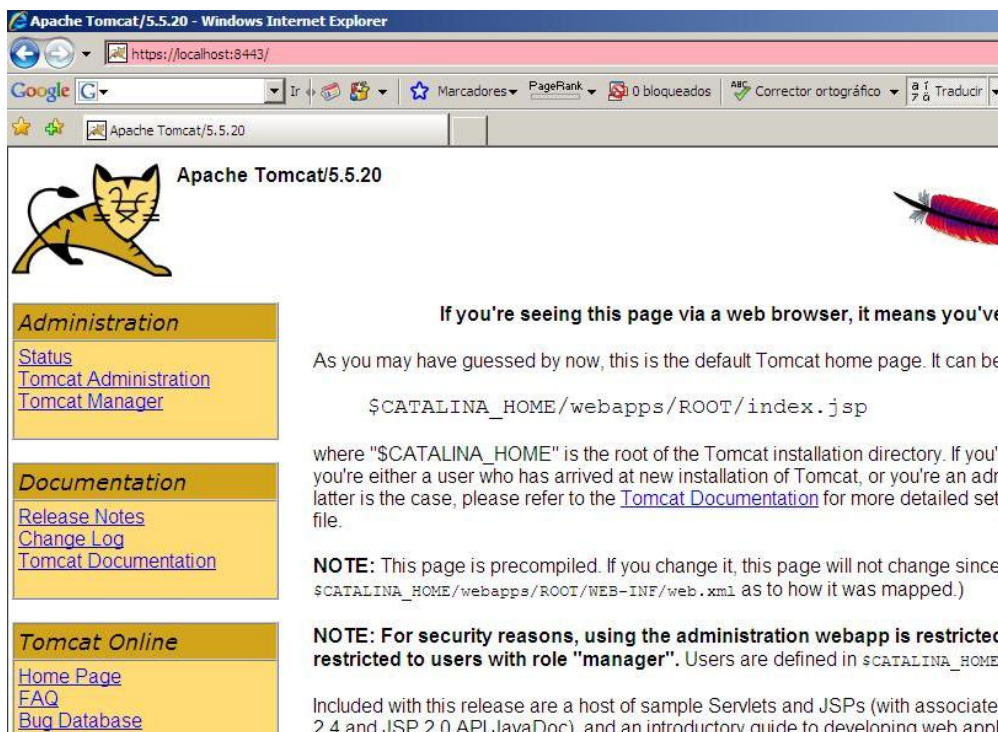 Apache Tomcat/5.5.20 - Windows Internet Explorer
https://localhost:8443/
Google G Ir Marcadores PageRank 0 bloqueados ABC Corrector ortográfico Traducir
Apache Tomcat/5.5.20
Apache Tomcat/5.5.20
Administration
Status
Tomcat Administration
Tomcat Manager
Documentation
Release Notes
Change Log
Tomcat Documentation
Tomcat Online
Home Page
FAQ
Bug Database
If you're seeing this page via a web browser, it means you've
As you may have guessed by now, this is the default Tomcat home page. It can be
$CATALINA_HOME/webapps/ROOT/index.jsp
where "$CATALINA_HOME" is the root of the Tomcat installation directory. If you'
you're either a user who has arrived at new installation of Tomcat, or you're an
latter is the case, please refer to the Tomcat Documentation for more detailed set
file.
NOTE: This page is precompiled. If you change it, this page will not change since
$CATALINA_HOME/webapps/ROOT/WEB-INF/web.xml as to how it was mapped.)
NOTE: For security reasons, using the administration webapp is restricted
restricted to users with role "manager". Users are defined in $CATALINA_HOME
Included with this release are a host of sample Servlets and JSPs (with associate
2.4 and JSP 2.0 API JavaDoc), and an introductory guide to developing web appl